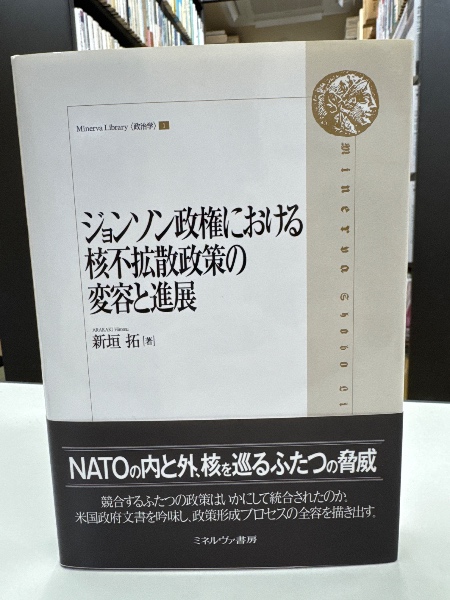 Minerva Library〈政治学〉1
ジョンソン政権における
核不拡散政策の
変容と進展
ARAKAKI Hiromu
新垣 拓[著]
Minerva Shobo
NATOの内と外、核を巡るふたつの脅威
競合するふたつの政策はいかにして統合されたのか。
米国政府文書を吟味し、政策形成プロセスの全容を描き出す。
ミネルヴァ書房